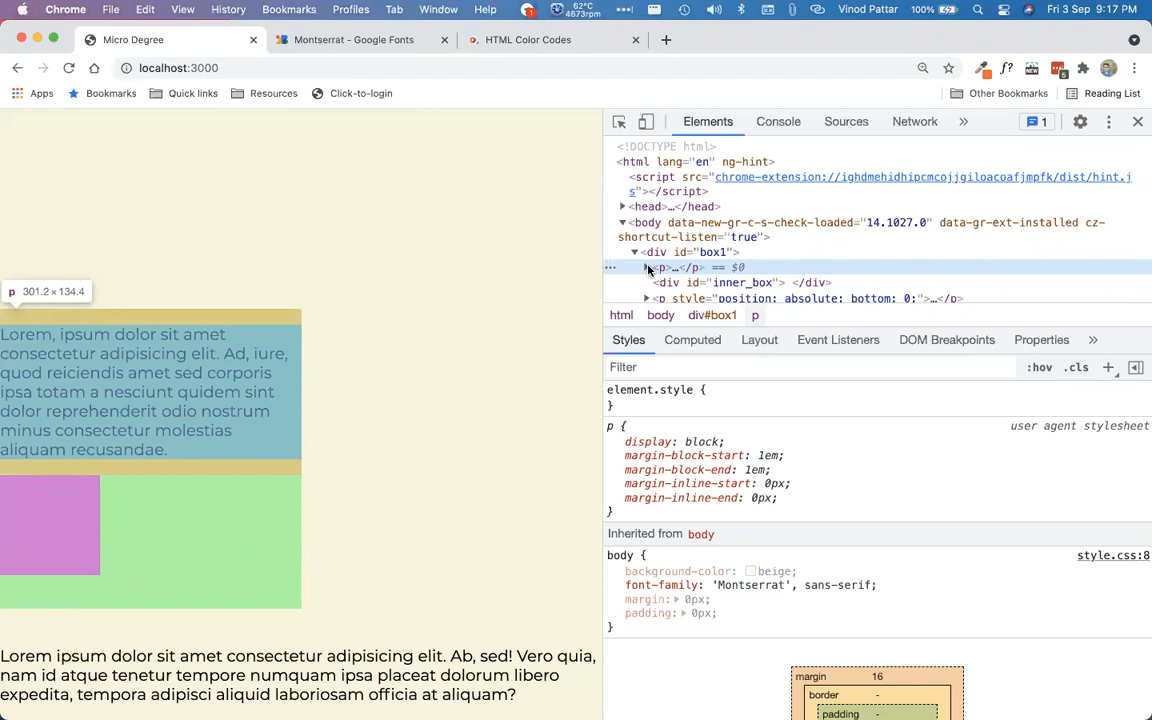 Chrome File Edit View History Bookmarks Profiles Tab Window Help 1 62°C 4673rpm Vinod Pattar 100% Fri 3 Sep 9:17 PM
Micro Degree Montserrat - Google Fonts HTML Color Codes
localhost:3000 f? NEW
Apps Bookmarks Quick links Resources Click-to-login Other Bookmarks Reading List
Elements Console Sources Network » 1
<!DOCTYPE html>
<html lang="en" ng-hint>
<script src="chrome-extension://ighdmehidhipcmcojjgiloacoafjmpfk/dist/hint.j
s"></script>
<head>…</head>
<body data-new-gr-c-s-check-loaded="14.1027.0" data-gr-ext-installed cz-
shortcut-listen="true">
<div id="box1">
<p>…</p> == $0
<div id="inner_box"> </div>
<p style="position: absolute; bottom: 0;">…</p>
html body div#box1 p
Styles Computed Layout Event Listeners DOM Breakpoints Properties »
Filter :hov .cls +
element.style {
}
p { user agent stylesheet
display: block;
margin-block-start: 1em;
margin-block-end: 1em;
margin-inline-start: 0px;
margin-inline-end: 0px;
}
Inherited from body
body { style.css:8
background-color: beige;
font-family: 'Montserrat', sans-serif;
margin: 0px;
padding: 0px;
}
margin 16
border -
padding -
p 301.2 × 134.4
Lorem, ipsum dolor sit amet
consectetur adipisicing elit. Ad, iure,
quod reiciendis amet sed corporis
ipsa totam a nesciunt quidem sint
dolor reprehenderit odio nostrum
minus consectetur molestias
aliquam recusandae.
Lorem ipsum dolor sit amet consectetur adipisicing elit. Ab, sed! Vero quia,
nam id atque tenetur tempore numquam ipsa placeat dolorum libero
expedita, tempora adipisci aliquid laboriosam officia at aliquam?